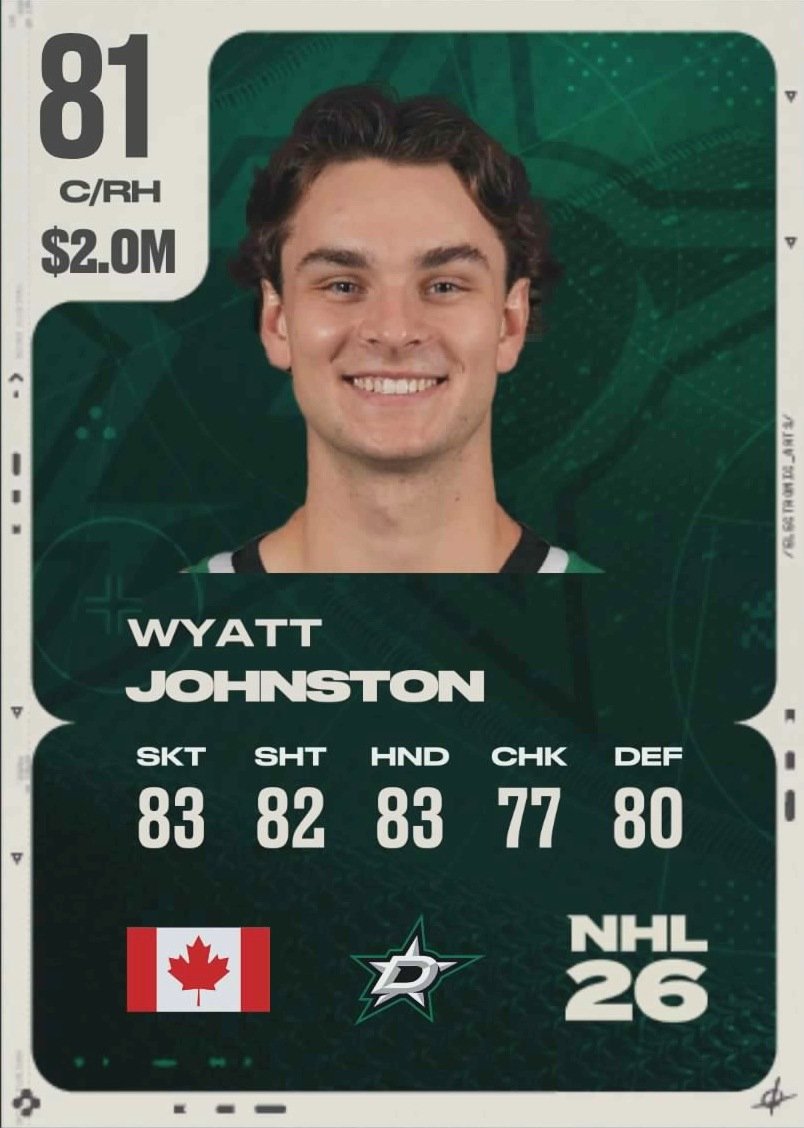 81
C/RH
$2.0M
WYATT
JOHNSTON
SKT SHT HND CHK DEF
83 82 83 77 80
D
NHL
26